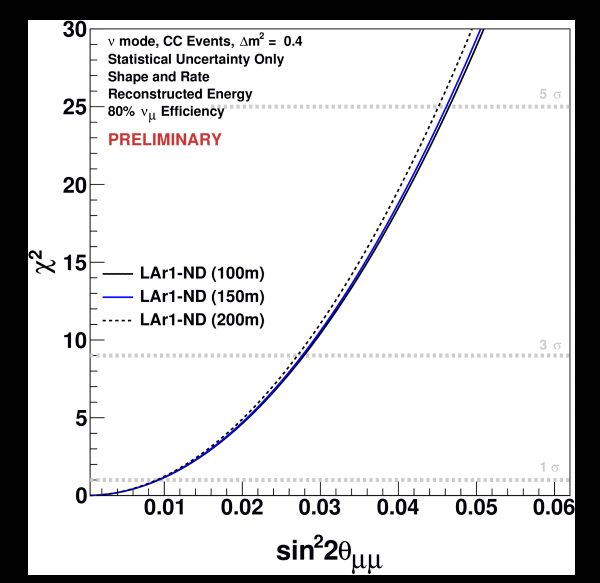 30
ν mode, CC Events, Δm² = 0.4
Statistical Uncertainty Only
Shape and Rate
Reconstructed Energy
80% νμ Efficiency
PRELIMINARY
5 σ
25
20
χ²
15
LAr1-ND (100m)
LAr1-ND (150m)
LAr1-ND (200m)
10
3 σ
5
1 σ
0
0.01 0.02 0.03 0.04 0.05 0.06
sin²2θμμ